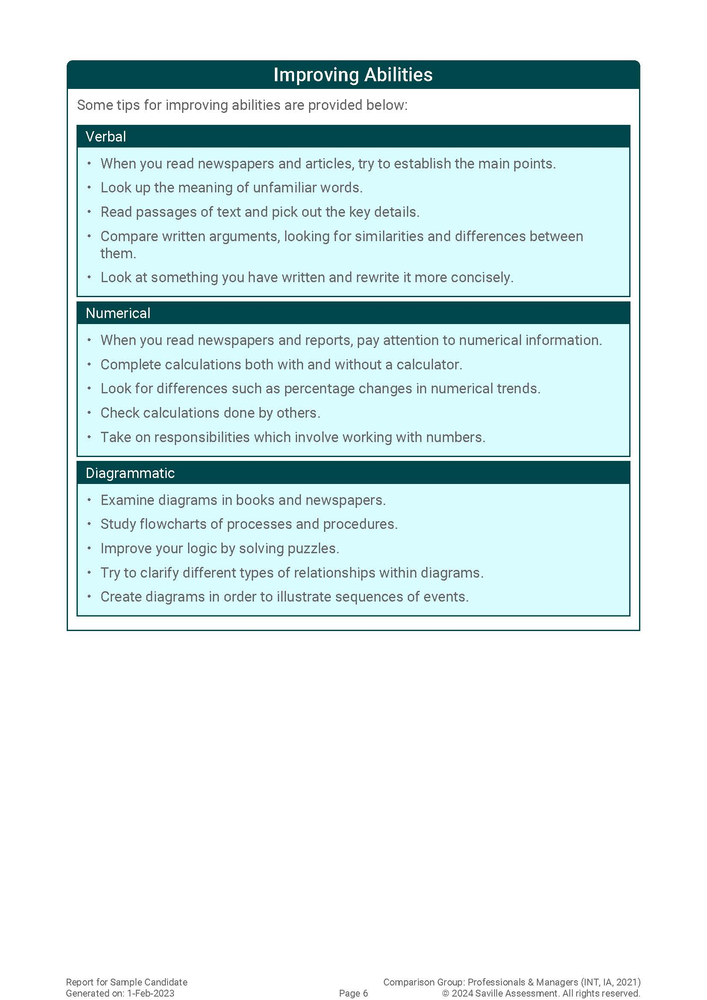 Improving Abilities
Some tips for improving abilities are provided below:
Verbal
• When you read newspapers and articles, try to establish the main points.
• Look up the meaning of unfamiliar words.
• Read passages of text and pick out the key details.
• Compare written arguments, looking for similarities and differences between
them.
• Look at something you have written and rewrite it more concisely.
Numerical
• When you read newspapers and reports, pay attention to numerical information.
• Complete calculations both with and without a calculator.
• Look for differences such as percentage changes in numerical trends.
• Check calculations done by others.
• Take on responsibilities which involve working with numbers.
Diagrammatic
• Examine diagrams in books and newspapers.
• Study flowcharts of processes and procedures.
• Improve your logic by solving puzzles.
• Try to clarify different types of relationships within diagrams.
• Create diagrams in order to illustrate sequences of events.
Report for Sample Candidate
Comparison Group: Professionals & Managers (INT, IA, 2021)
Generated on: 1-Feb-2023
Page 6
© 2024 Saville Assessment. All rights reserved.